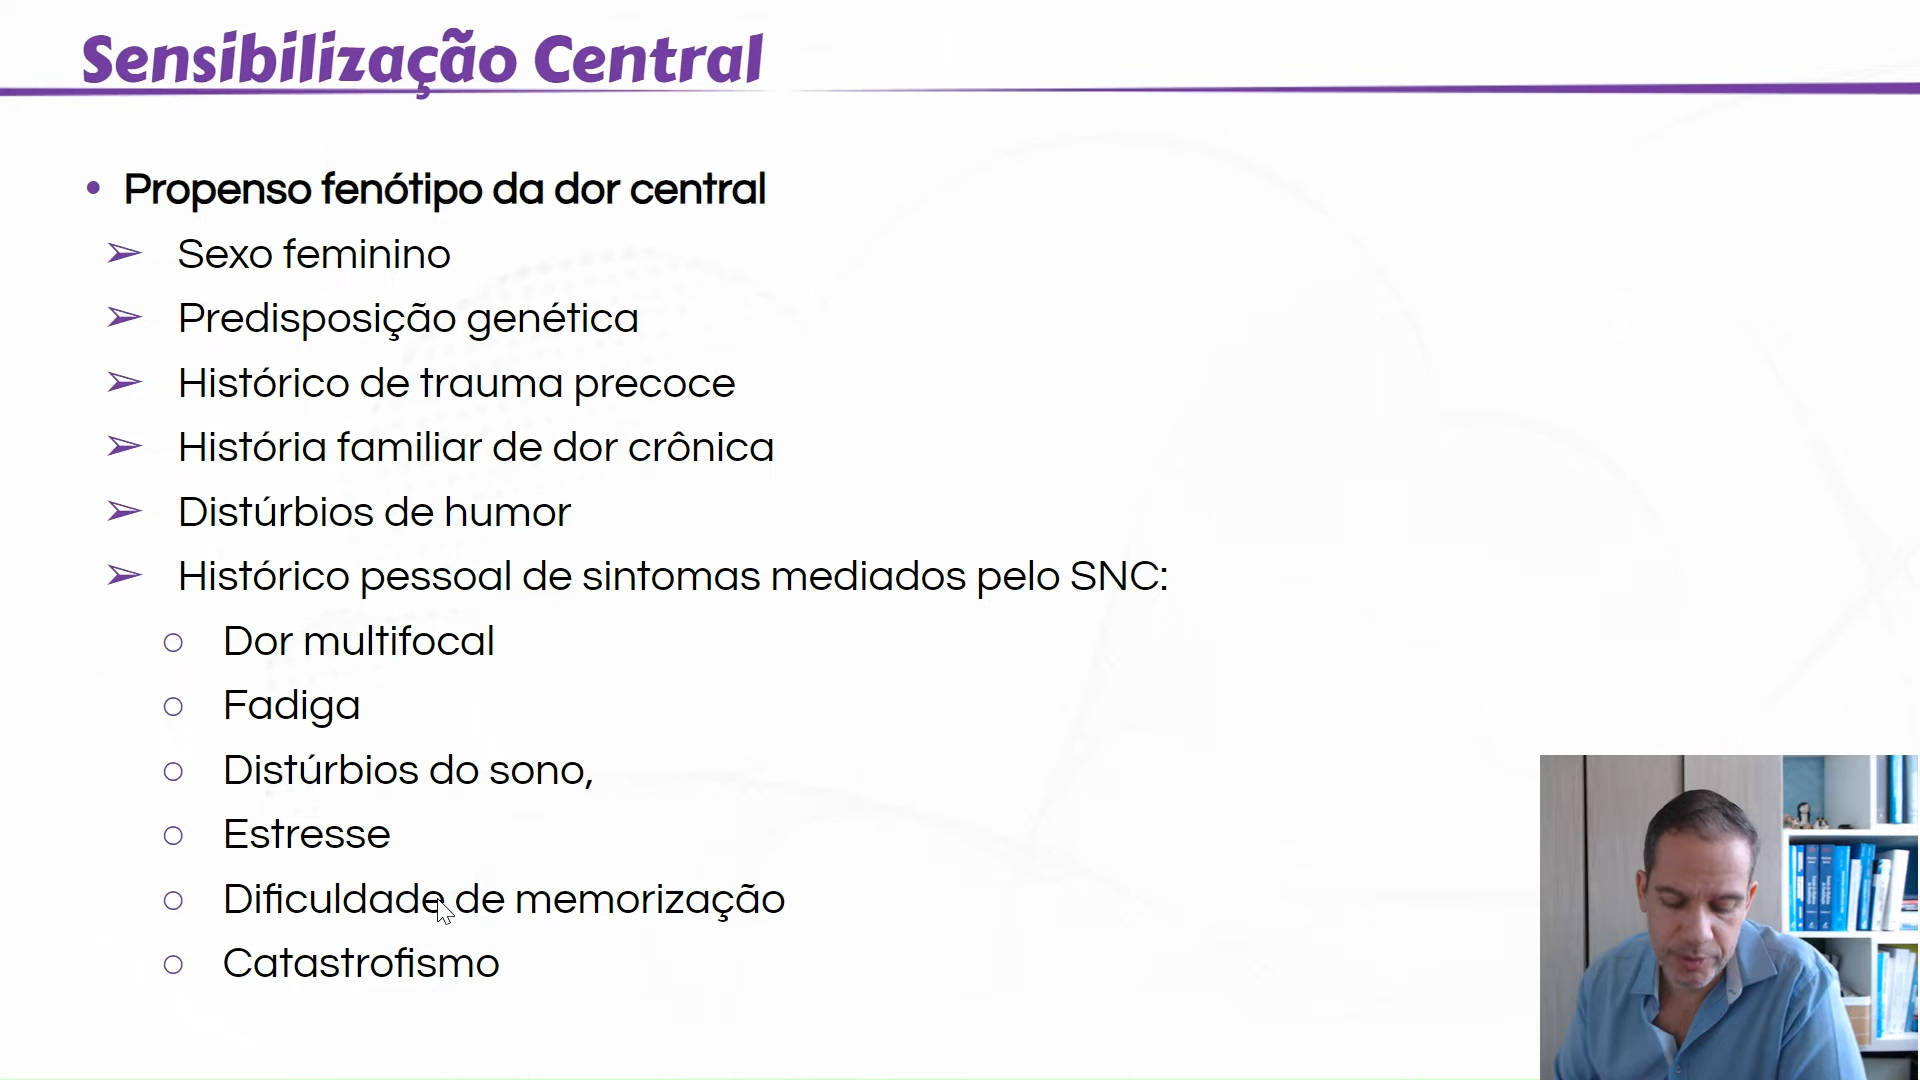 Sensibilização Central
• Propenso fenótipo da dor central
➢ Sexo feminino
➢ Predisposição genética
➢ Histórico de trauma precoce
➢ História familiar de dor crônica
➢ Distúrbios de humor
➢ Histórico pessoal de sintomas mediados pelo SNC:
○ Dor multifocal
○ Fadiga
○ Distúrbios do sono,
○ Estresse
○ Dificuldade de memorização
○ Catastrofismo